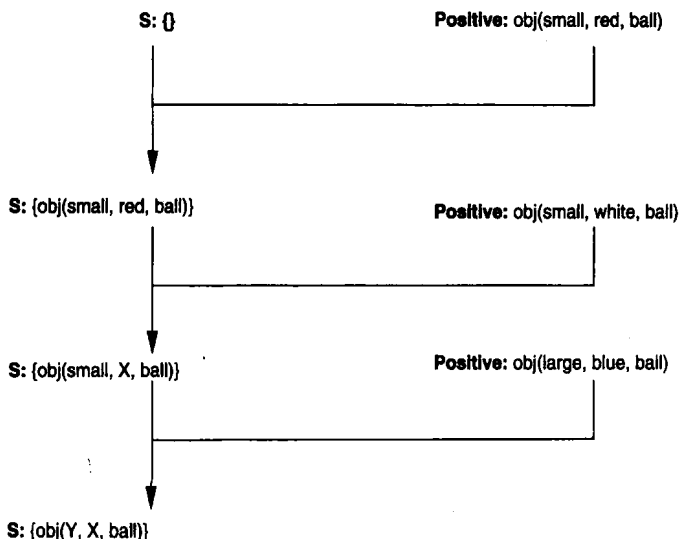 S: {}
Positive: obj(small, red, ball)
S: {obj(small, red, ball)}
Positive: obj(small, white, ball)
S: {obj(small, X, ball)}
Positive: obj(large, blue, ball)
S: {obj(Y, X, ball)}